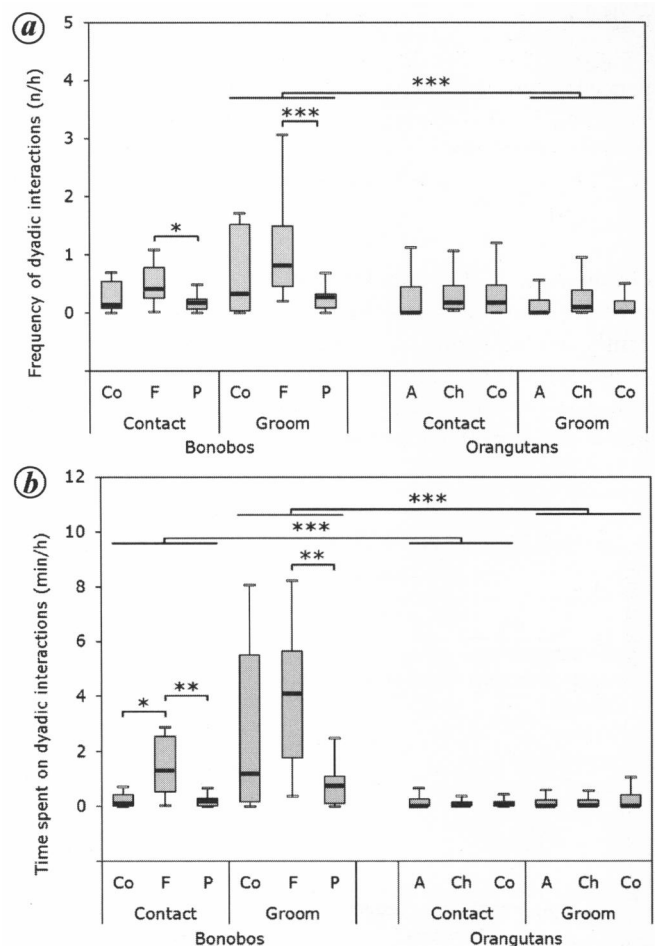 a
Frequency of dyadic interactions (n/h)
5
4
3
2
1
0
***
***
*
Co F P Co F P A Ch Co A Ch Co
Contact Groom Contact Groom
Bonobos Orangutans
b
Time spent on dyadic interactions (min/h)
12
10
8
6
4
2
0
***
***
**
* **
Co F P Co F P A Ch Co A Ch Co
Contact Groom Contact Groom
Bonobos Orangutans